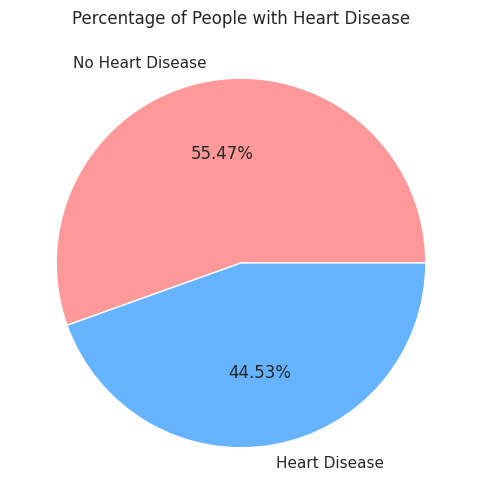 Percentage of People with Heart Disease
No Heart Disease
55.47%
44.53%
Heart Disease